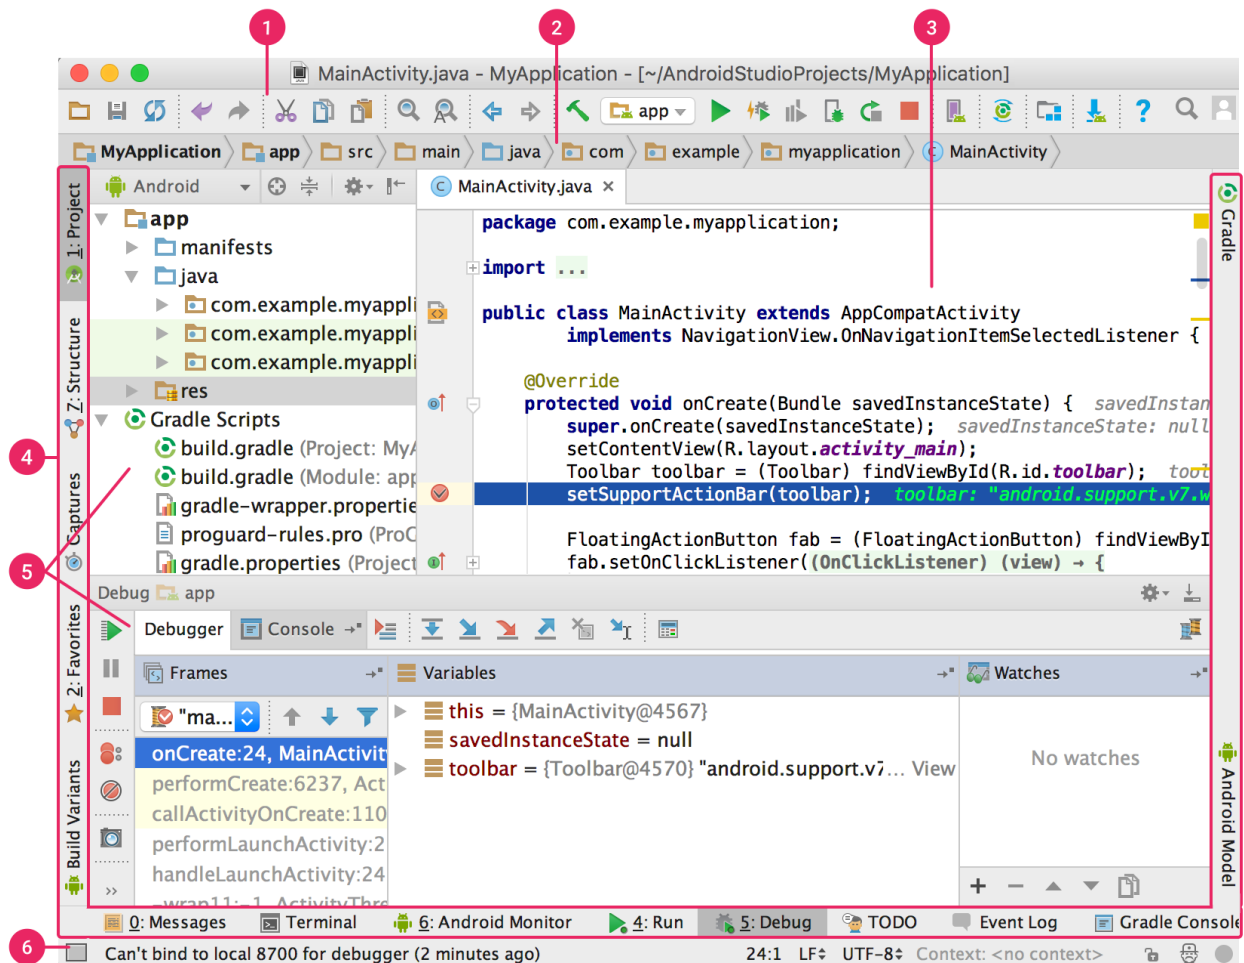 1
2
3
MainActivity.java - MyApplication - [~/AndroidStudioProjects/MyApplication]
app
?
MyApplication app src main java com example myapplication MainActivity
1: Project
Z: Structure
Captures
2: Favorites
Build Variants
Android
app
manifests
java
com.example.myappli
com.example.myappli
com.example.myappli
res
Gradle Scripts
build.gradle (Project: MyA
build.gradle (Module: app
gradle-wrapper.propertie
proguard-rules.pro (ProC
gradle.properties (Project
MainActivity.java
package com.example.myapplication;
import ...
public class MainActivity extends AppCompatActivity
implements NavigationView.OnNavigationItemSelectedListener {
@Override
protected void onCreate(Bundle savedInstanceState) { savedInstan
super.onCreate(savedInstanceState); savedInstanceState: null
setContentView(R.layout.activity_main);
Toolbar toolbar = (Toolbar) findViewById(R.id.toolbar); tool
setSupportActionBar(toolbar); toolbar: "android.support.v7.w
FloatingActionButton fab = (FloatingActionButton) findViewByI
fab.setOnClickListener((OnClickListener) (view) → {
Gradle
Android Model
4
5
Debug app
Debugger Console
Frames
Variables
Watches
"ma...
onCreate:24, MainActivit
performCreate:6237, Act
callActivityOnCreate:110
performLaunchActivity:2
handleLaunchActivity:24
-wrap11:-1, ActivityThre
this = {MainActivity@4567}
savedInstanceState = null
toolbar = {Toolbar@4570} "android.support.v7... View
No watches
0: Messages Terminal 6: Android Monitor 4: Run 5: Debug TODO Event Log Gradle Console
6
Can't bind to local 8700 for debugger (2 minutes ago) 24:1 LF UTF-8 Context: <no context>